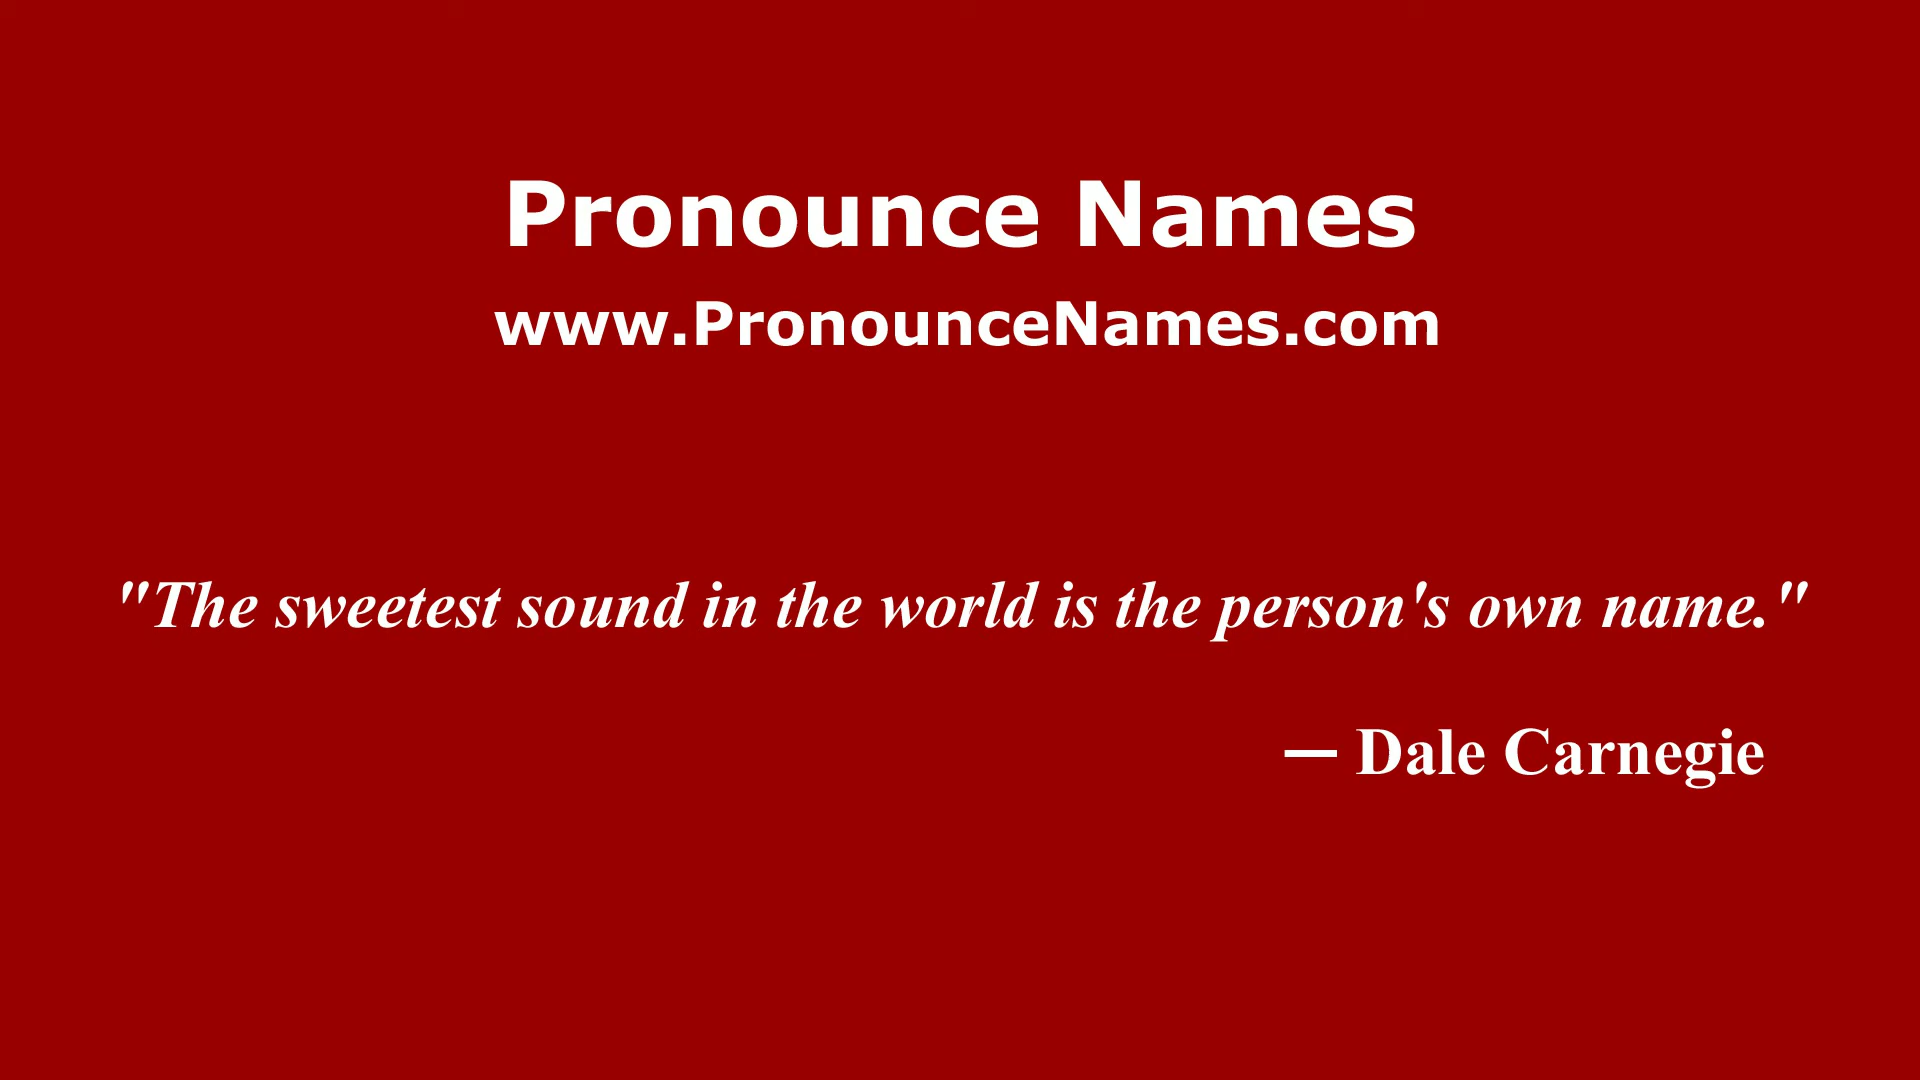 Pronounce Names
www.PronounceNames.com
"The sweetest sound in the world is the person's own name."
— Dale Carnegie